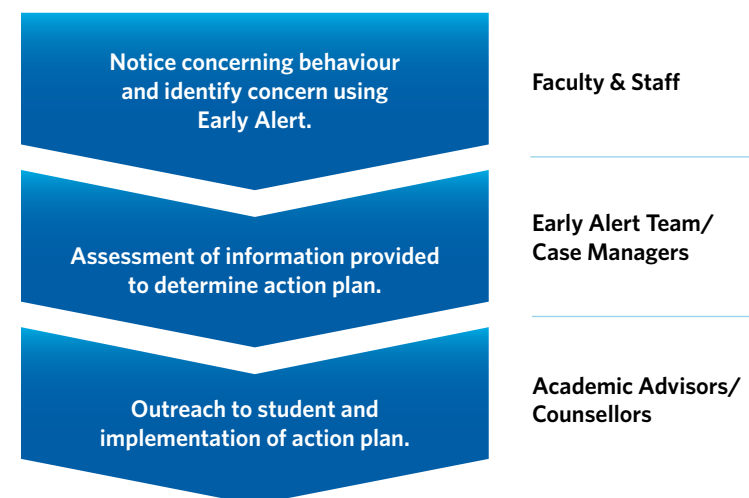 Notice concerning behaviour
and identify concern using
Early Alert.
Faculty & Staff
Assessment of information provided
to determine action plan.
Early Alert Team/
Case Managers
Outreach to student and
implementation of action plan.
Academic Advisors/
Counsellors